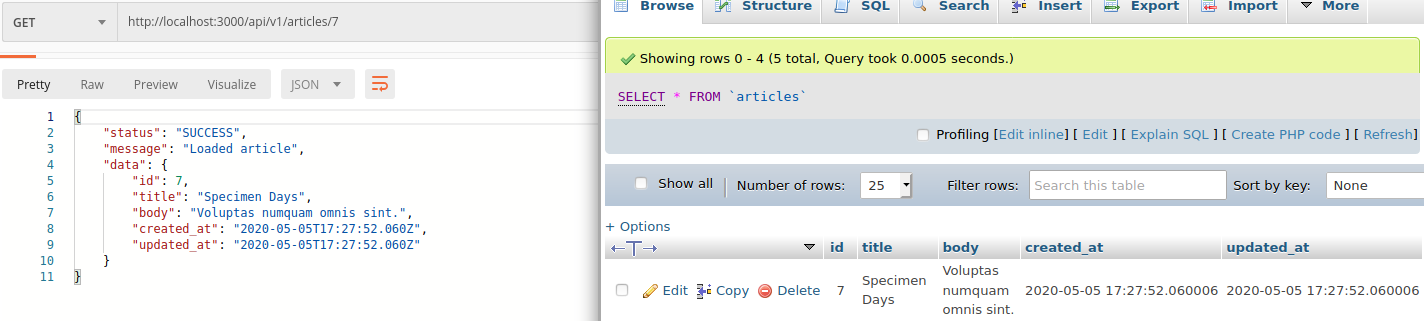 GET http://localhost:3000/api/v1/articles/7
Pretty Raw Preview Visualize JSON
1 {
2 "status": "SUCCESS",
3 "message": "Loaded article",
4 "data": {
5 "id": 7,
6 "title": "Specimen Days",
7 "body": "Voluptas numquam omnis sint.",
8 "created_at": "2020-05-05T17:27:52.060Z",
9 "updated_at": "2020-05-05T17:27:52.060Z"
10 }
11 }
Browse Structure SQL Search Insert Export Import More
Showing rows 0 - 4 (5 total, Query took 0.0005 seconds.)
SELECT * FROM `articles`
Profiling [Edit inline] [ Edit ] [ Explain SQL ] [ Create PHP code ] [ Refresh]
Show all Number of rows: 25 Filter rows: Search this table Sort by key: None
+ Options
←T→ id title body created_at updated_at
Edit Copy Delete 7 Specimen Days Voluptas numquam omnis sint. 2020-05-05 17:27:52.060006 2020-05-05 17:27:52.060006